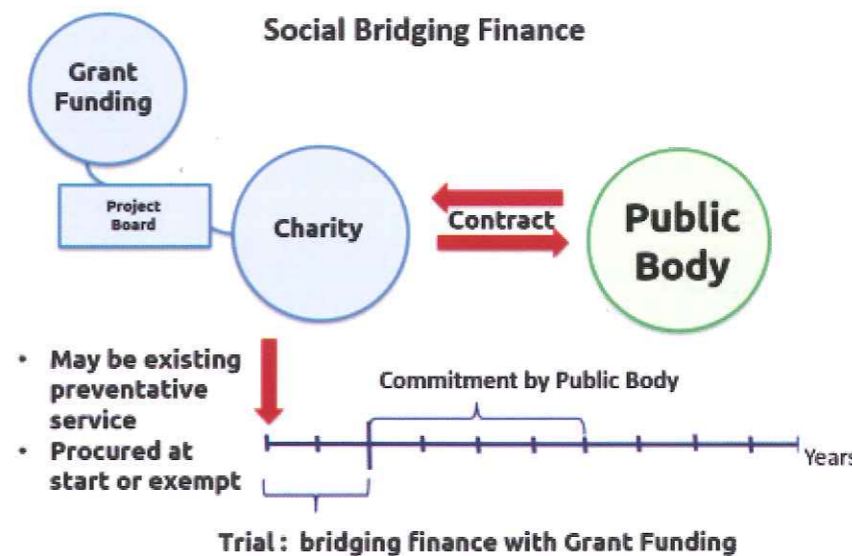 Social Bridging Finance
Grant
Funding
Project
Board
Charity
Contract
Public
Body
• May be existing
preventative
service
• Procured at
start or exempt
Commitment by Public Body
Years
Trial: bridging finance with Grant Funding